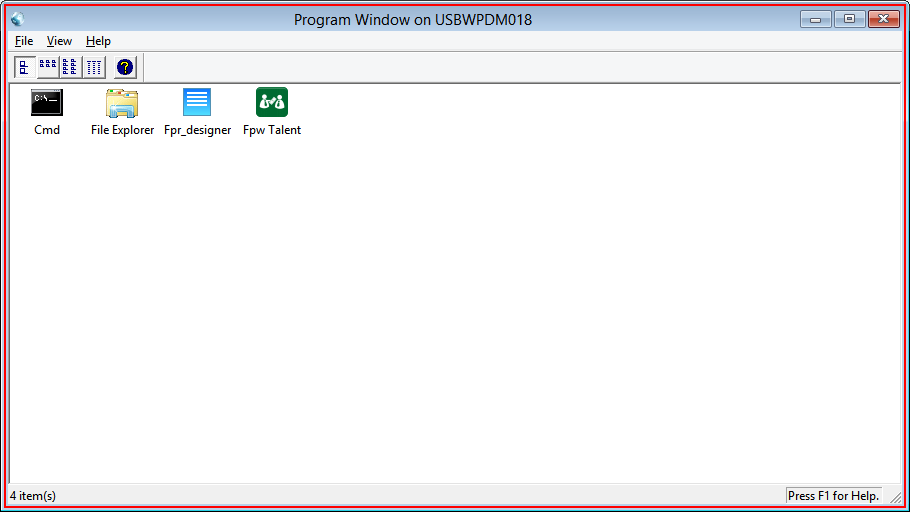 Program Window on USBWPDM018
File View Help
?
C:\_
Cmd File Explorer Fpr_designer Fpw Talent
4 item(s) Press F1 for Help.